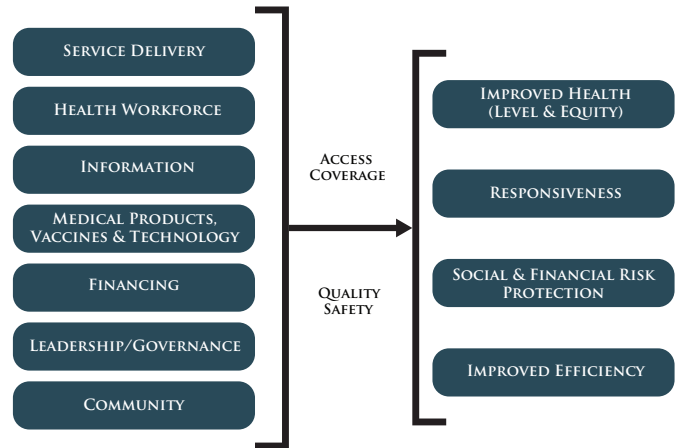 Service Delivery
Health Workforce
Information
Medical Products,
Vaccines & Technology
Financing
Leadership/Governance
Community
Access
Coverage
Quality
Safety
Improved Health
(Level & Equity)
Responsiveness
Social & Financial Risk
Protection
Improved Efficiency